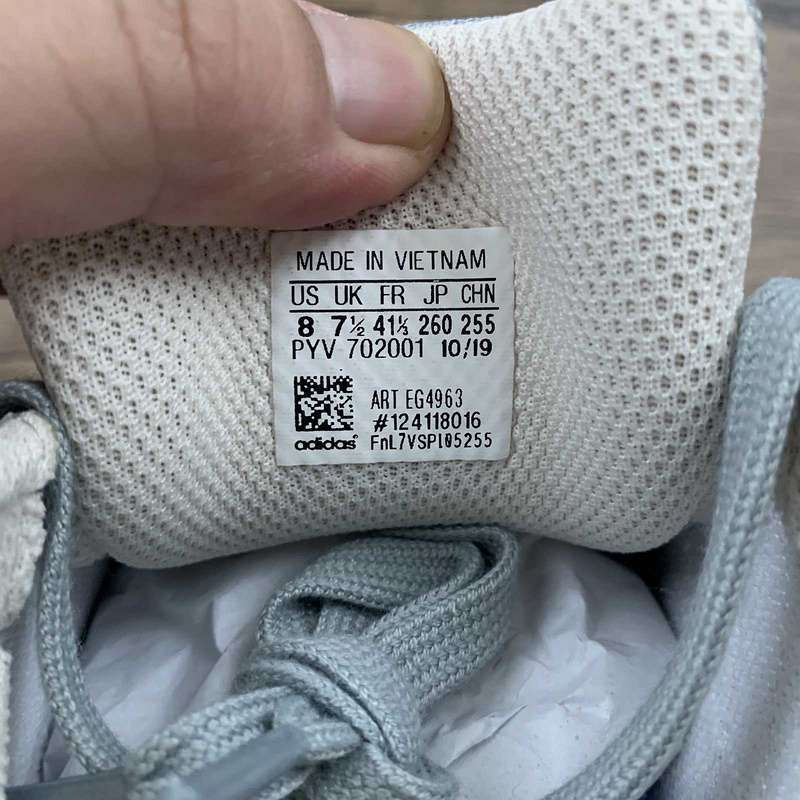 MADE IN VIETNAM
US UK FR JP CHN
8 7½ 41⅓ 260 255
PYV 702001 10/19
ART EG4963
#124118016
adidas® FnL7VSPl05255